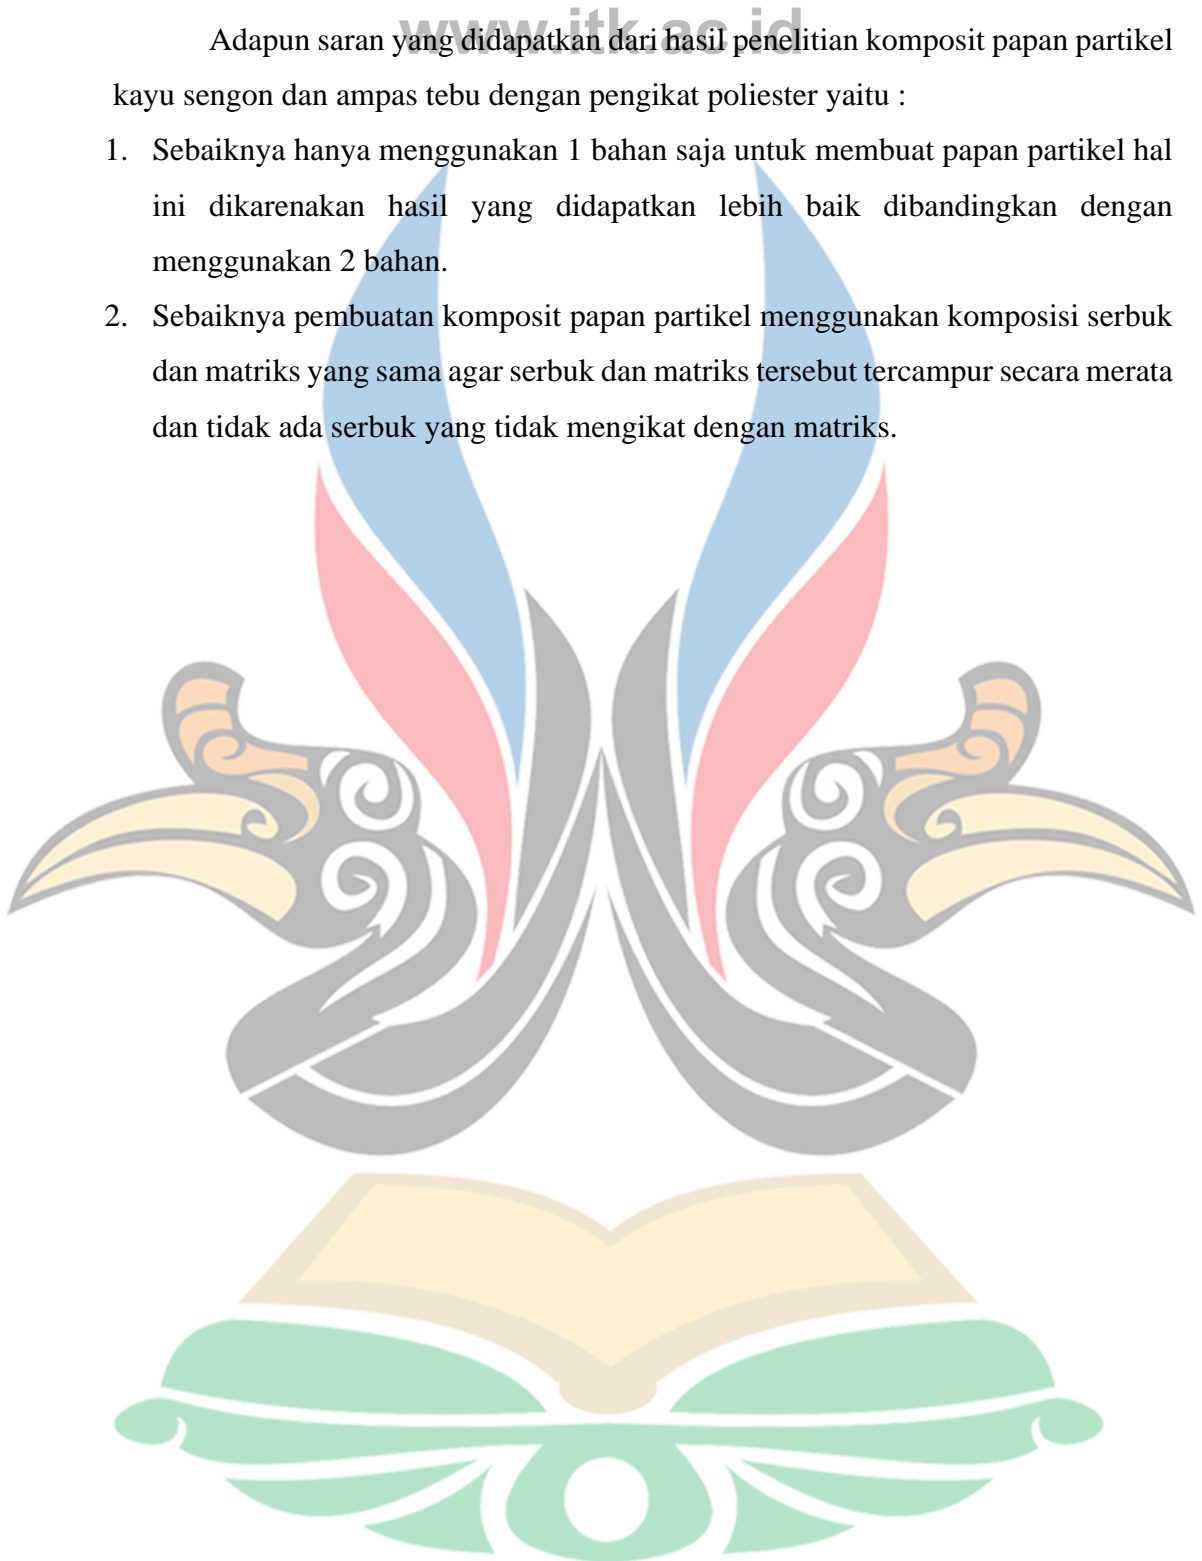 www.itk.ac.id
Adapun saran yang didapatkan dari hasil penelitian komposit papan partikel
kayu sengon dan ampas tebu dengan pengikat poliester yaitu :
1. Sebaiknya hanya menggunakan 1 bahan saja untuk membuat papan partikel hal
ini dikarenakan hasil yang didapatkan lebih baik dibandingkan dengan
menggunakan 2 bahan.
2. Sebaiknya pembuatan komposit papan partikel menggunakan komposisi serbuk
dan matriks yang sama agar serbuk dan matriks tersebut tercampur secara merata
dan tidak ada serbuk yang tidak mengikat dengan matriks.